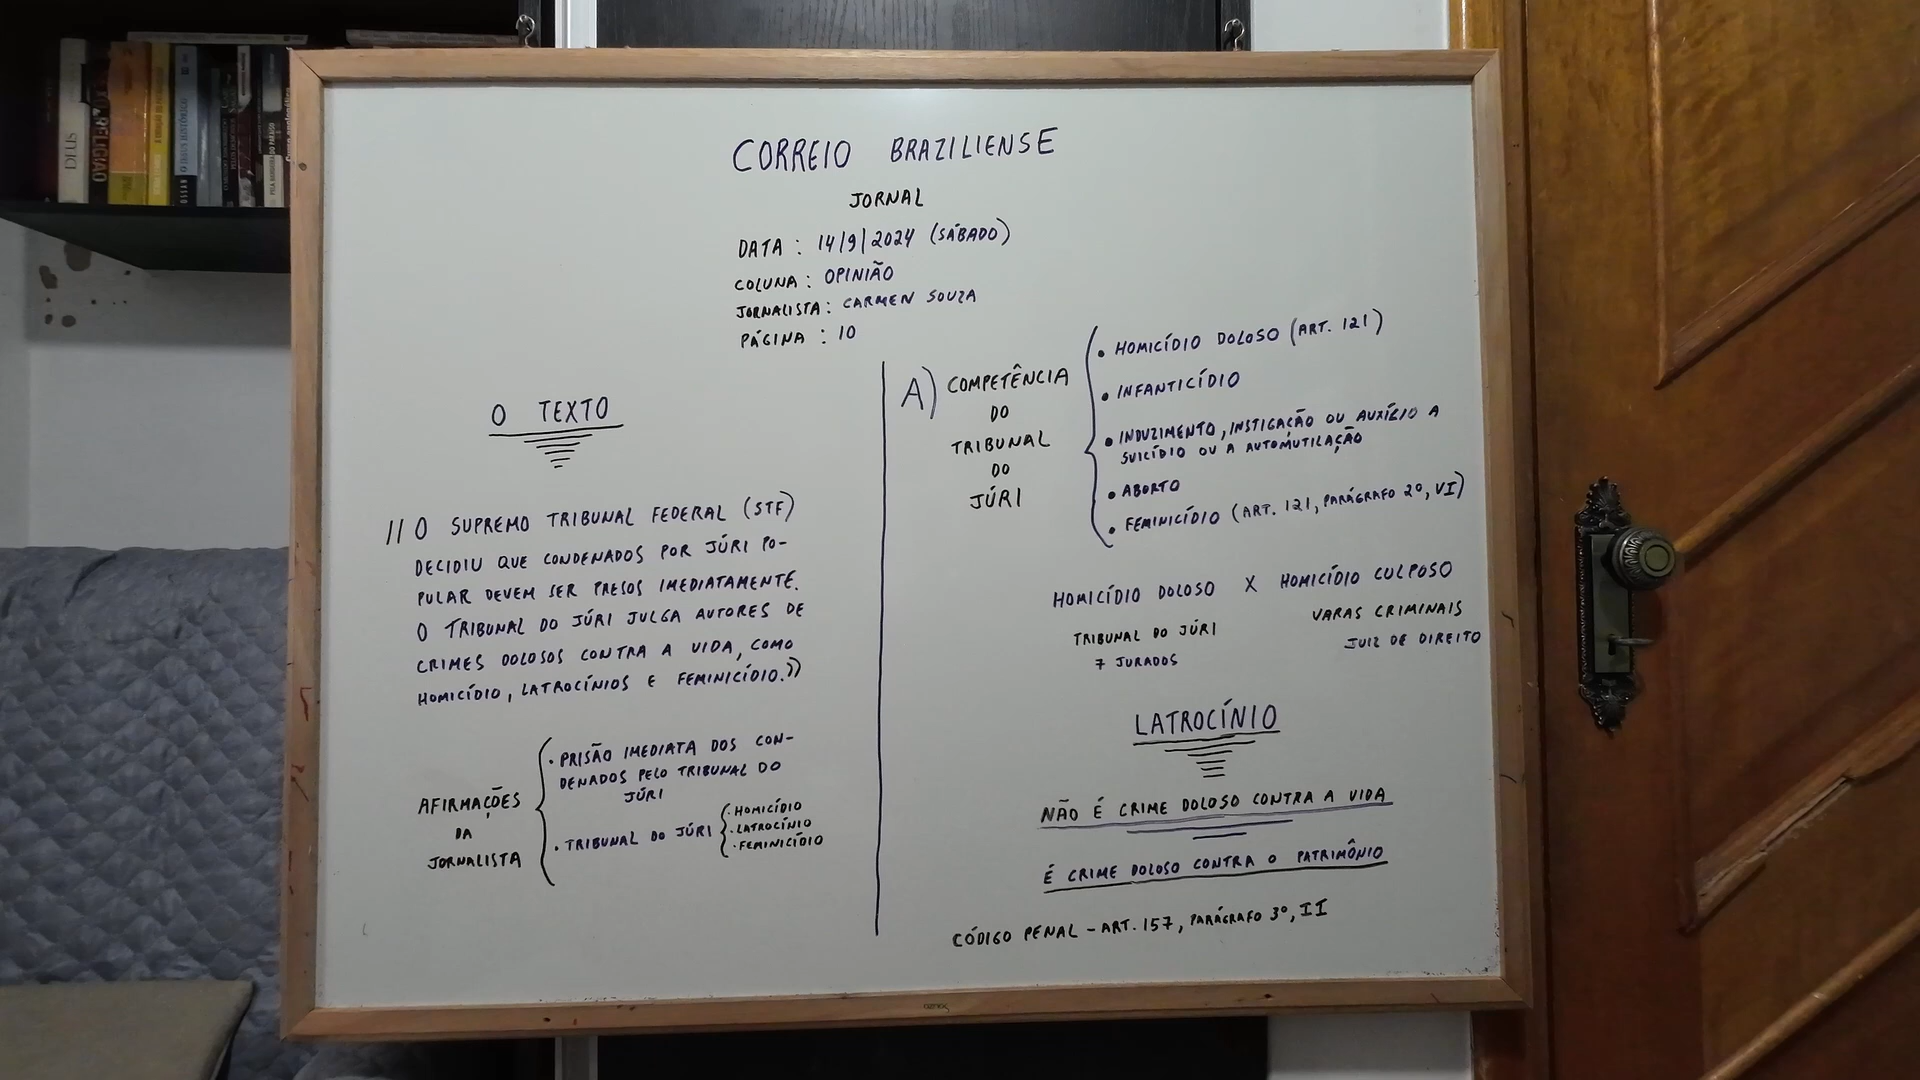 CORREIO BRAZILIENSE
JORNAL
DATA : 14/9/2024 (SÁBADO)
COLUNA : OPINIÃO
JORNALISTA : CARMEN SOUZA
PÁGINA : 10
O TEXTO
"O SUPREMO TRIBUNAL FEDERAL (STF)
DECIDIU QUE CONDENADOS POR JÚRI PO-
PULAR DEVEM SER PRESOS IMEDIATAMENTE.
O TRIBUNAL DO JÚRI JULGA AUTORES DE
CRIMES DOLOSOS CONTRA A VIDA, COMO
HOMICÍDIO, LATROCÍNIOS E FEMINICÍDIO."
AFIRMAÇÕES
DA
JORNALISTA
• PRISÃO IMEDIATA DOS CON-
DENADOS PELO TRIBUNAL DO
JÚRI
• TRIBUNAL DO JÚRI
• HOMICÍDIO
• LATROCÍNIO
• FEMINICÍDIO
A) COMPETÊNCIA
DO
TRIBUNAL
DO
JÚRI
• HOMICÍDIO DOLOSO (ART. 121)
• INFANTICÍDIO
• INDUZIMENTO, INSTIGAÇÃO OU AUXÍLIO A
SUICÍDIO OU A AUTOMUTILAÇÃO
• ABORTO
• FEMINICÍDIO (ART. 121, PARÁGRAFO 2º, VI)
HOMICÍDIO DOLOSO X HOMICÍDIO CULPOSO
TRIBUNAL DO JÚRI
7 JURADOS
VARAS CRIMINAIS
JUIZ DE DIREITO
LATROCÍNIO
NÃO É CRIME DOLOSO CONTRA A VIDA
É CRIME DOLOSO CONTRA O PATRIMÔNIO
CÓDIGO PENAL - ART. 157, PARÁGRAFO 3º, II